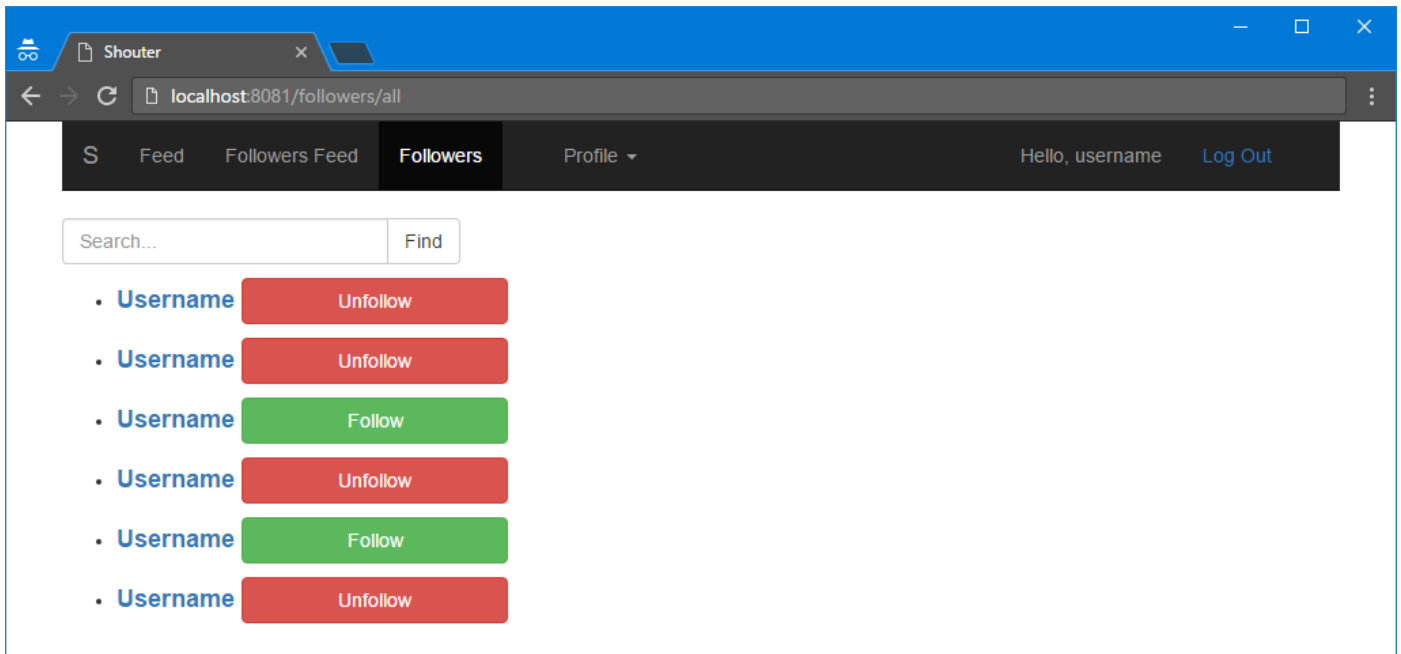 Shouter
localhost:8081/followers/all
S Feed Followers Feed Followers Profile Hello, username Log Out
Search... Find
Username Unfollow
Username Unfollow
Username Follow
Username Unfollow
Username Follow
Username Unfollow